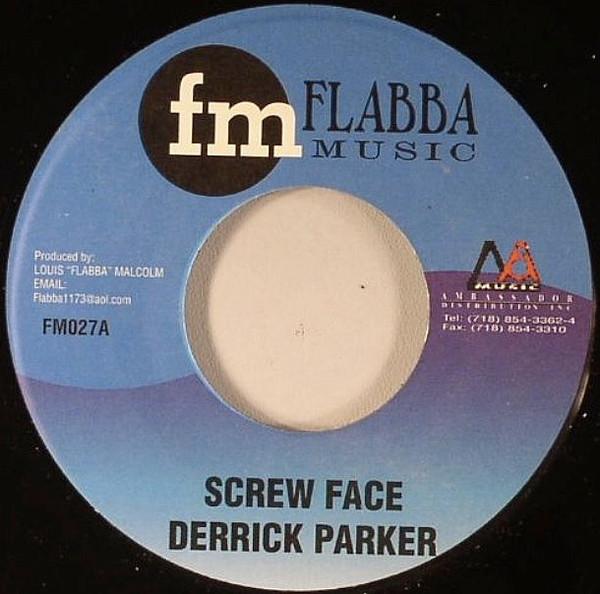 fm FLABBA
MUSIC
Produced by:
LOUIS "FLABBA" MALCOLM
EMAIL:
Flabba1173@aol.com
FM027A
MUSIC
AMBASSADOR
DISTRIBUTION INC
Tel: (718) 854-3362-4
Fax: (718) 854-3310
SCREW FACE
DERRICK PARKER